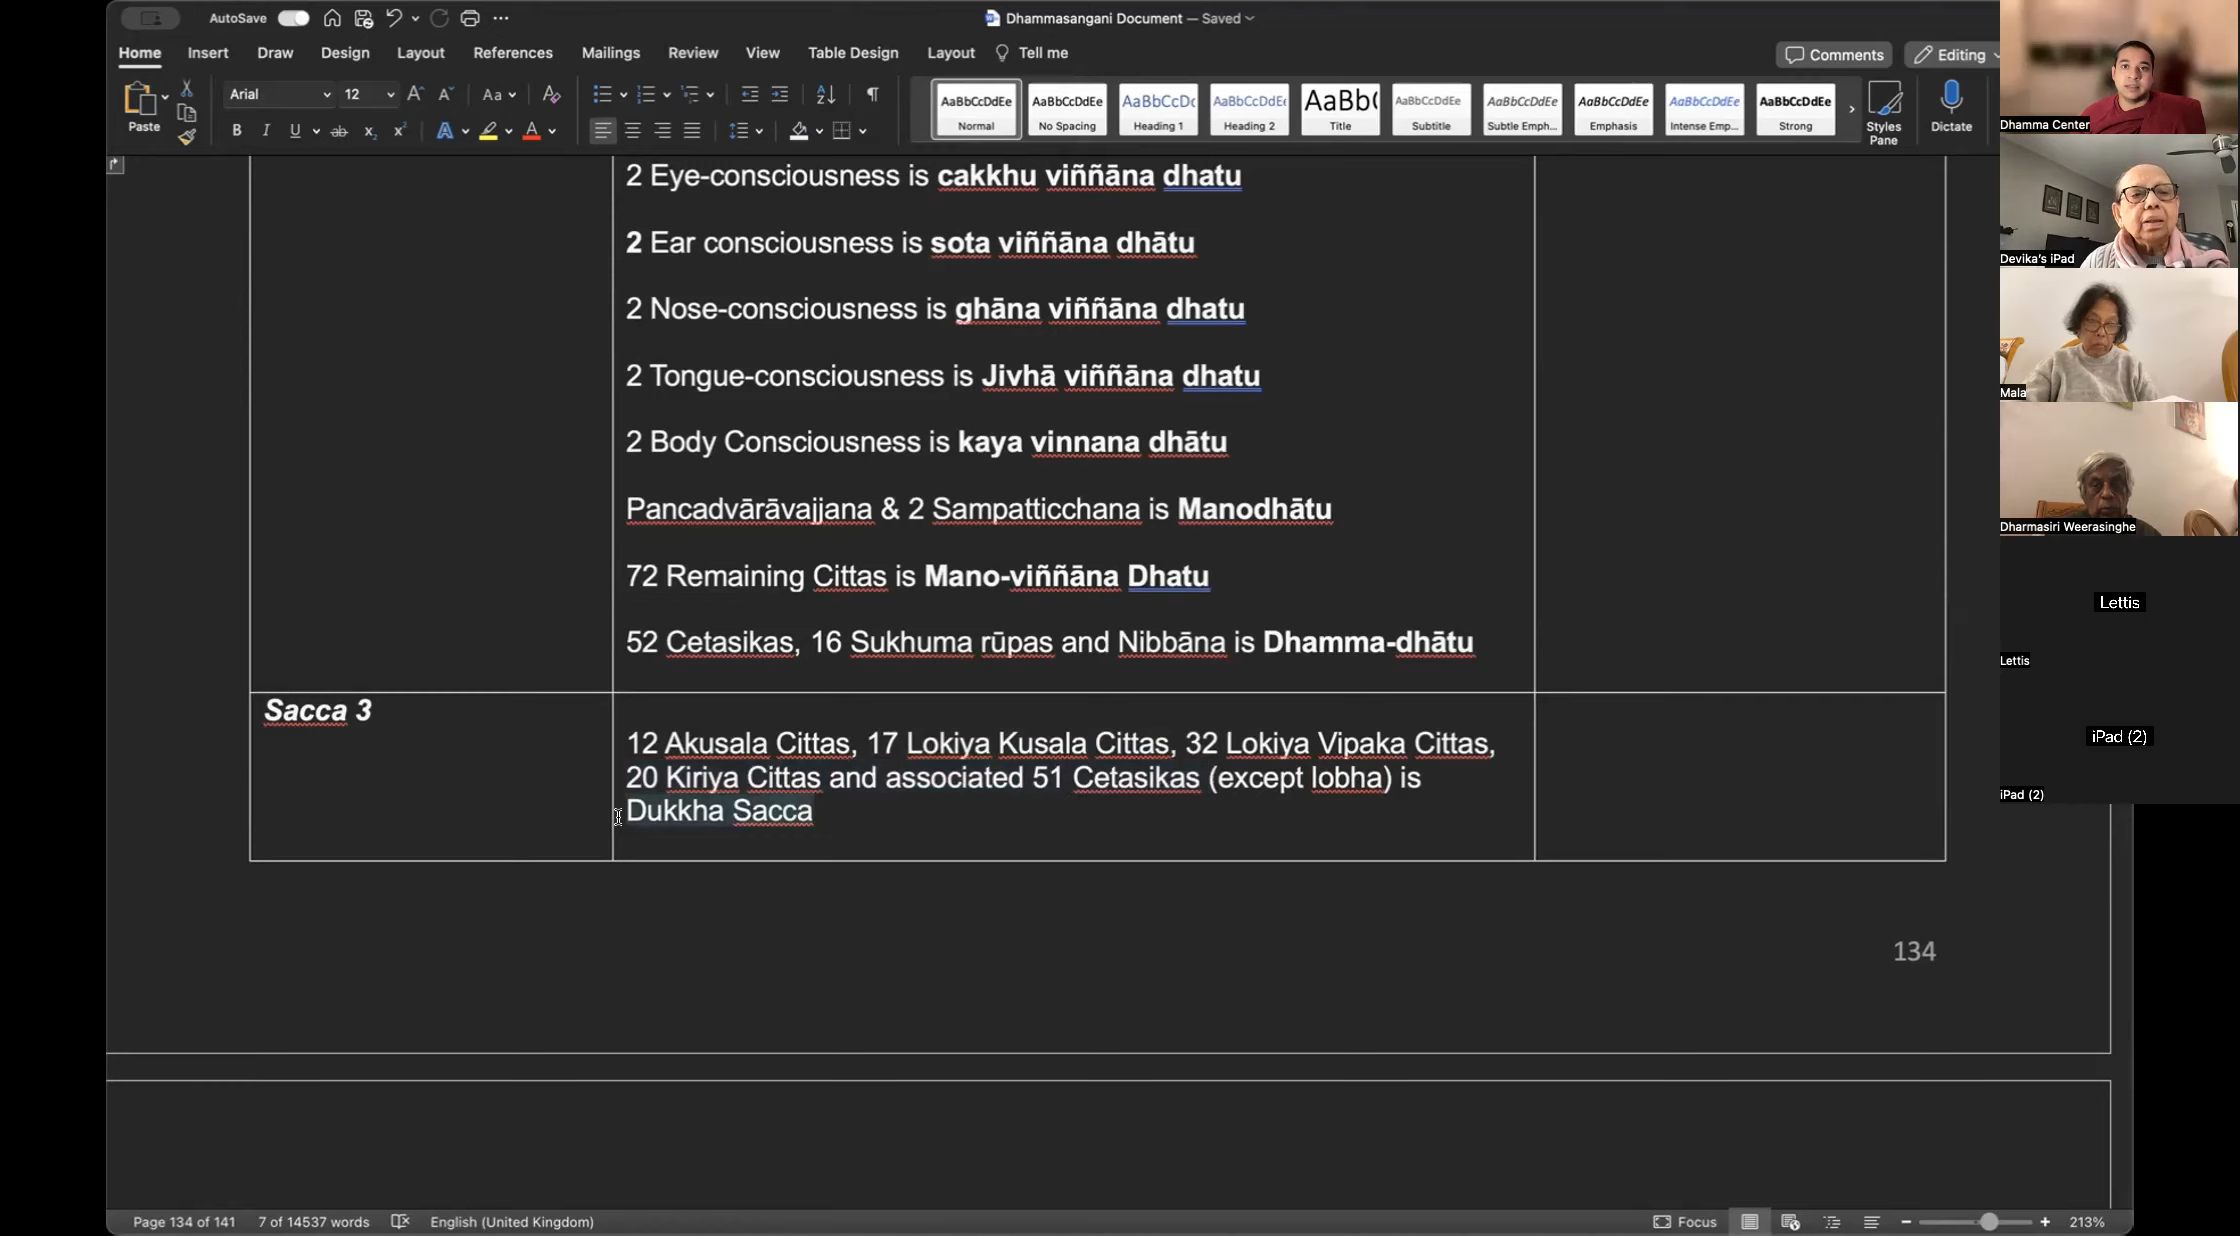 AutoSave
Dhammasangani Document — Saved
Home Insert Draw Design Layout References Mailings Review View Table Design Layout Tell me
Comments Editing
Paste
Arial 12
Aa
AaBbCcDdEe Normal
AaBbCcDdEe No Spacing
AaBbCcDc Heading 1
AaBbCcDdEe Heading 2
AaBb( Title
AaBbCcDdEe Subtitle
AaBbCcDdEe Subtle Emph...
AaBbCcDdEe Emphasis
AaBbCcDdEe Intense Emp...
AaBbCcDdEe Strong
Styles Pane
Dictate
2 Eye-consciousness is cakkhu viññāna dhatu
2 Ear consciousness is sota viññāna dhātu
2 Nose-consciousness is ghāna viññāna dhatu
2 Tongue-consciousness is Jivhā viññāna dhatu
2 Body Consciousness is kaya vinnana dhātu
Pancadvārāvajjana & 2 Sampatticchana is Manodhātu
72 Remaining Cittas is Mano-viññāna Dhatu
52 Cetasikas, 16 Sukhuma rūpas and Nibbāna is Dhamma-dhātu
Sacca 3
12 Akusala Cittas, 17 Lokiya Kusala Cittas, 32 Lokiya Vipaka Cittas,
20 Kiriya Cittas and associated 51 Cetasikas (except lobha) is
Dukkha Sacca
134
Page 134 of 141 7 of 14537 words English (United Kingdom)
Focus 213%
Dhamma Center
Devika's iPad
Mala
Dharmasiri Weerasinghe
Lettis
Lettis
iPad (2)
iPad (2)